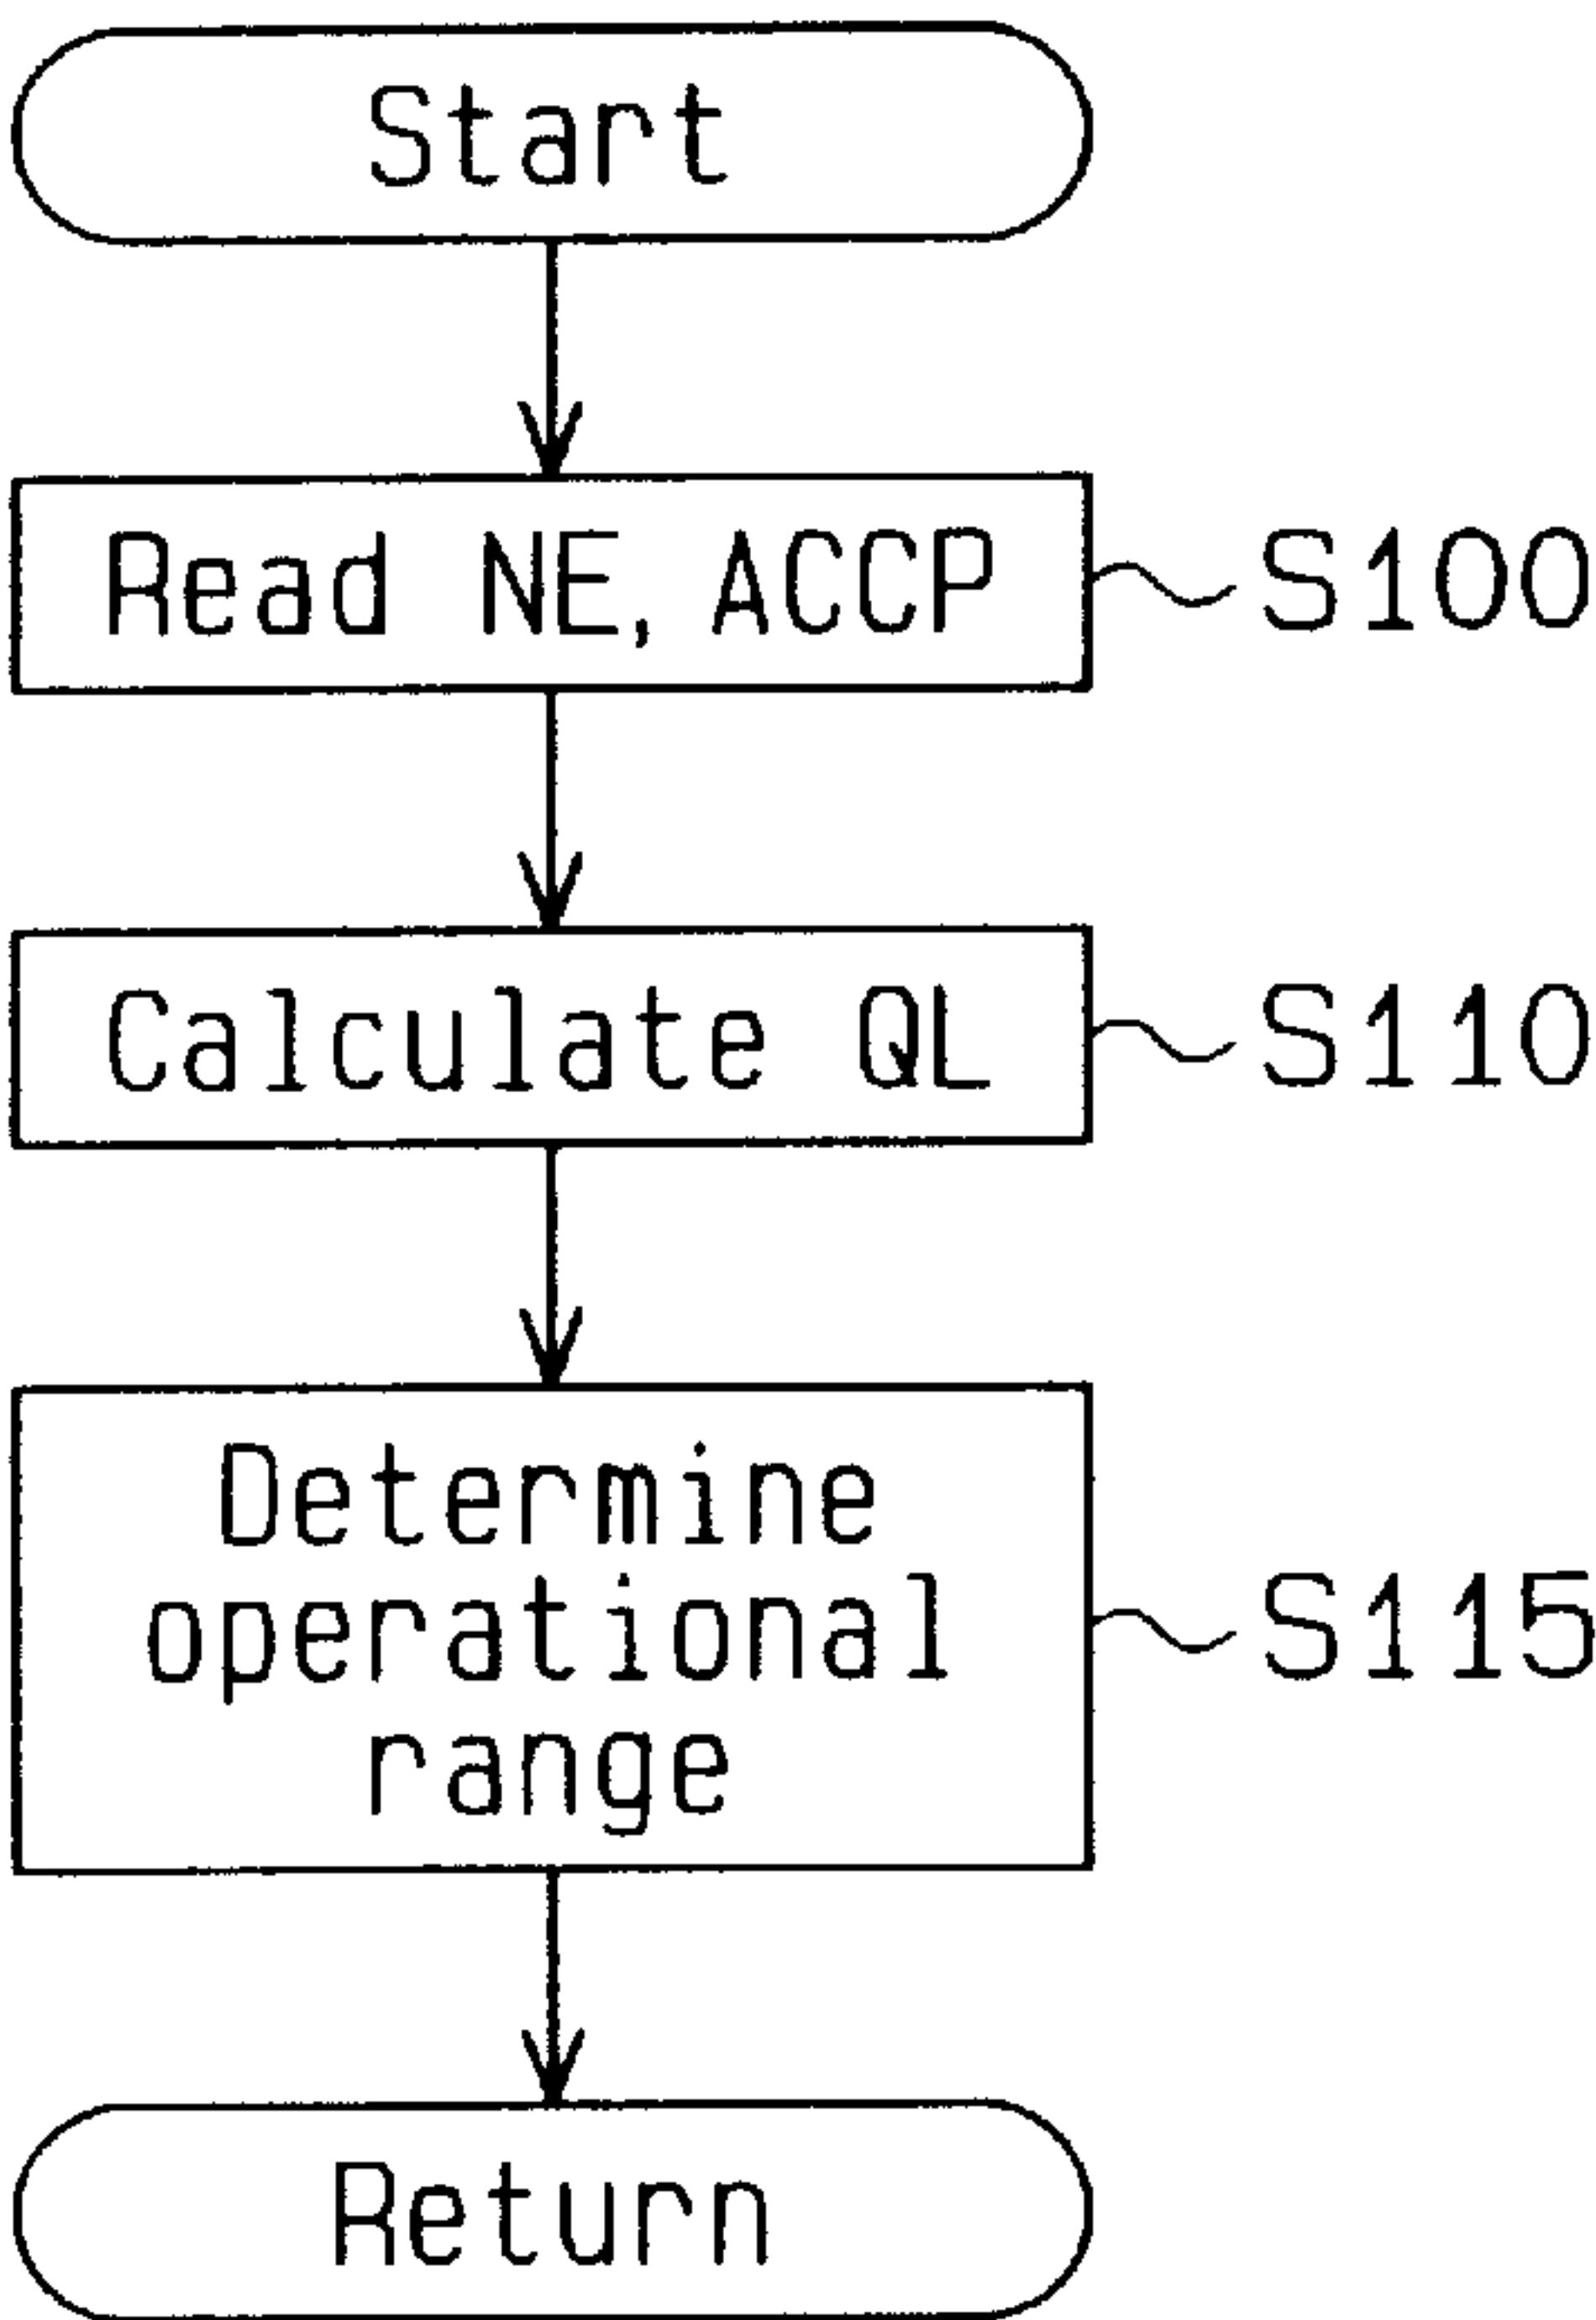 Start
Read NE, ACCP
S100
Calculate QL
S110
Determine
operational
range
S115
Return